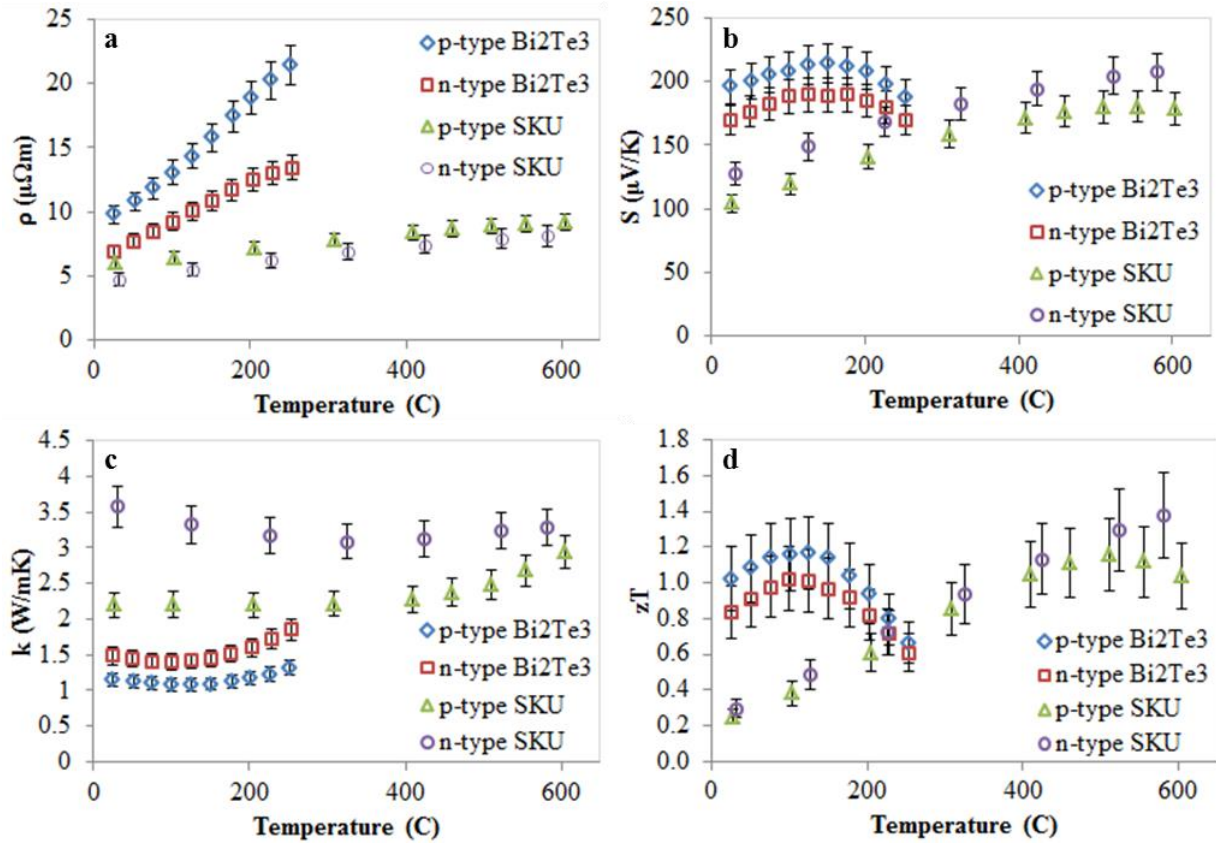 a
25
20
15
10
5
0
ρ (μΩm)
p-type Bi2Te3
n-type Bi2Te3
p-type SKU
n-type SKU
0 200 400 600
Temperature (C)
b
250
200
150
100
50
0
S (μV/K)
p-type Bi2Te3
n-type Bi2Te3
p-type SKU
n-type SKU
0 200 400 600
Temperature (C)
c
4.5
4
3.5
3
2.5
2
1.5
1
0.5
0
k (W/mK)
p-type Bi2Te3
n-type Bi2Te3
p-type SKU
n-type SKU
0 200 400 600
Temperature (C)
d
1.8
1.6
1.4
1.2
1.0
0.8
0.6
0.4
0.2
0.0
zT
p-type Bi2Te3
n-type Bi2Te3
p-type SKU
n-type SKU
0 200 400 600
Temperature (C)